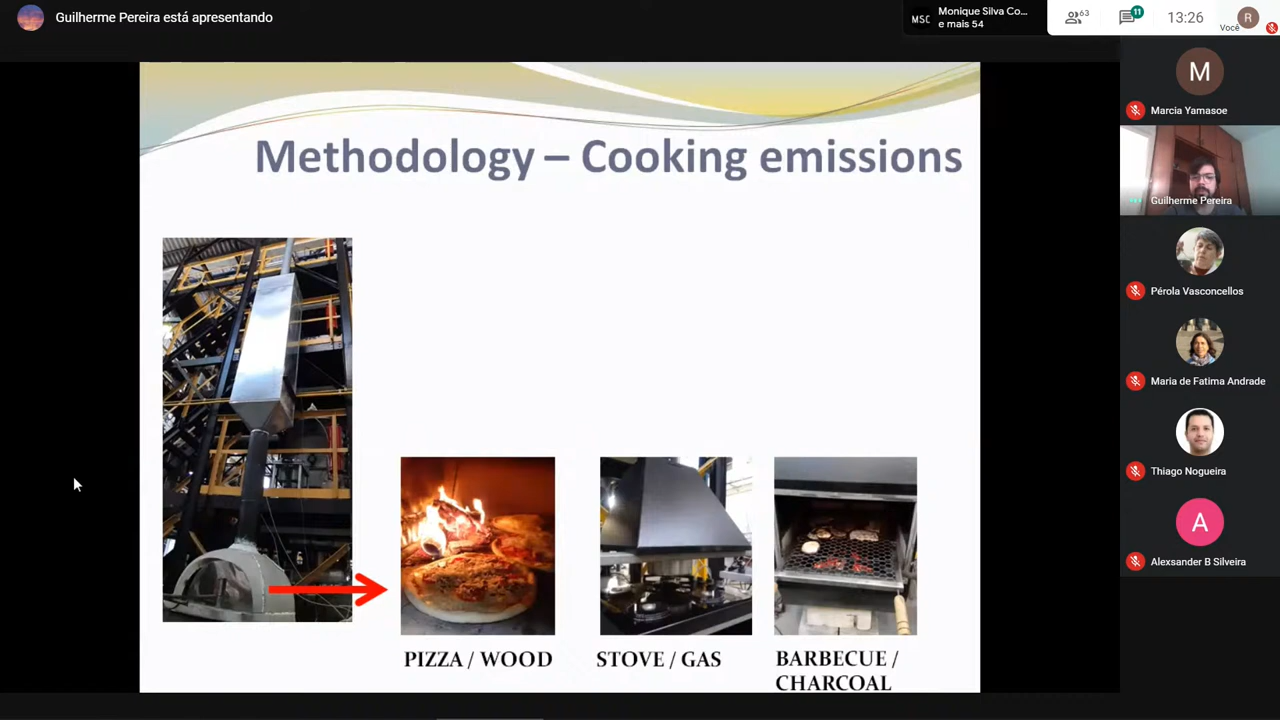 Guilherme Pereira está apresentando
MSC
Monique Silva Co...
e mais 54
63
11
13:26
Você
R
Methodology – Cooking emissions
PIZZA / WOOD
STOVE / GAS
BARBECUE /
CHARCOAL
M
Marcia Yamasoe
Guilherme Pereira
Pérola Vasconcellos
Maria de Fatima Andrade
Thiago Nogueira
A
Alexsander B Silveira